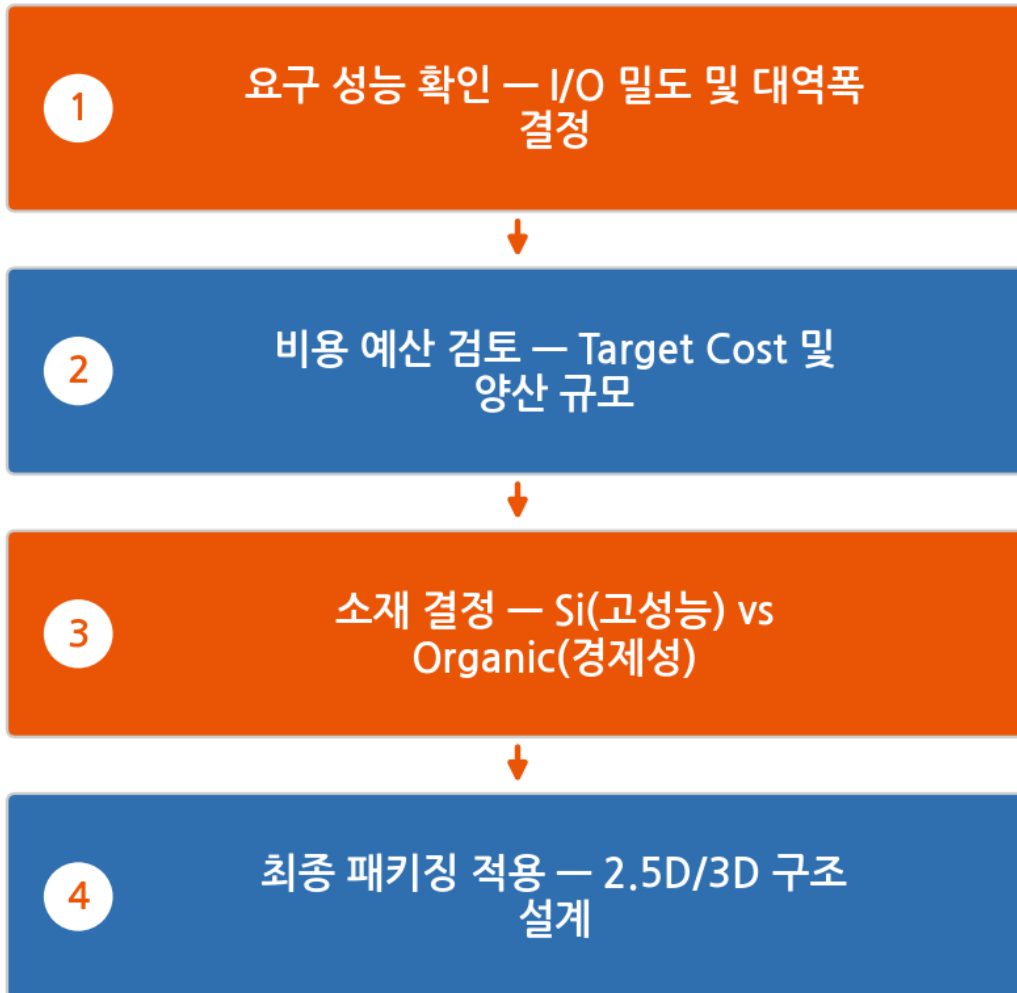 1
요구 성능 확인 — I/O 밀도 및 대역폭
결정
2
비용 예산 검토 — Target Cost 및
양산 규모
3
소재 결정 — Si(고성능) vs
Organic(경제성)
4
최종 패키징 적용 — 2.5D/3D 구조
설계